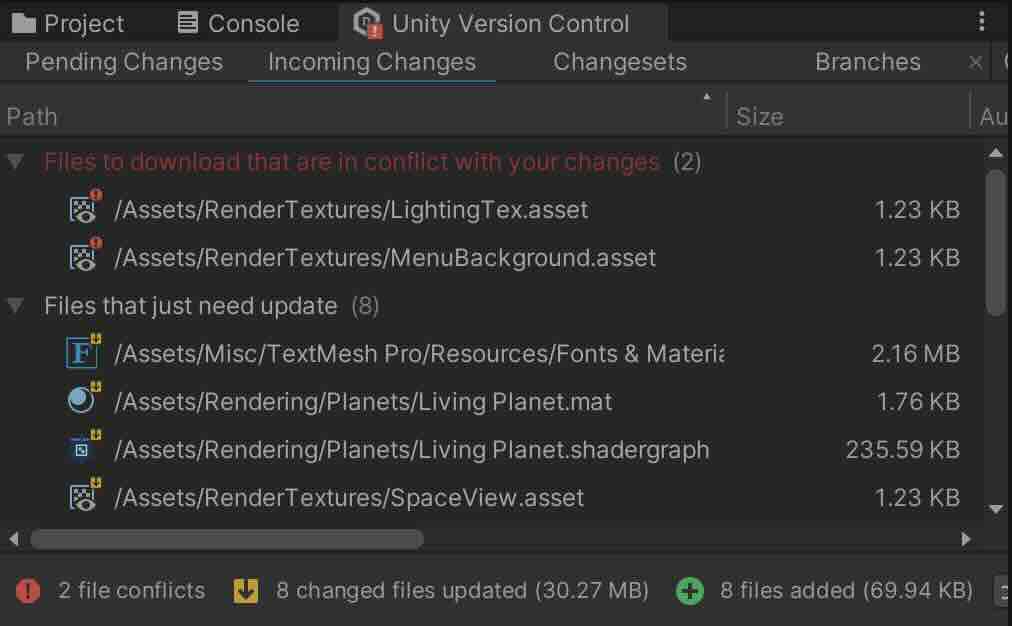 Project Console Unity Version Control
Pending Changes Incoming Changes Changesets Branches
Path Size Au
Files to download that are in conflict with your changes (2)
/Assets/RenderTextures/LightingTex.asset 1.23 KB
/Assets/RenderTextures/MenuBackground.asset 1.23 KB
Files that just need update (8)
/Assets/Misc/TextMesh Pro/Resources/Fonts & Materia 2.16 MB
/Assets/Rendering/Planets/Living Planet.mat 1.76 KB
/Assets/Rendering/Planets/Living Planet.shadergraph 235.59 KB
/Assets/RenderTextures/SpaceView.asset 1.23 KB
2 file conflicts 8 changed files updated (30.27 MB) 8 files added (69.94 KB)